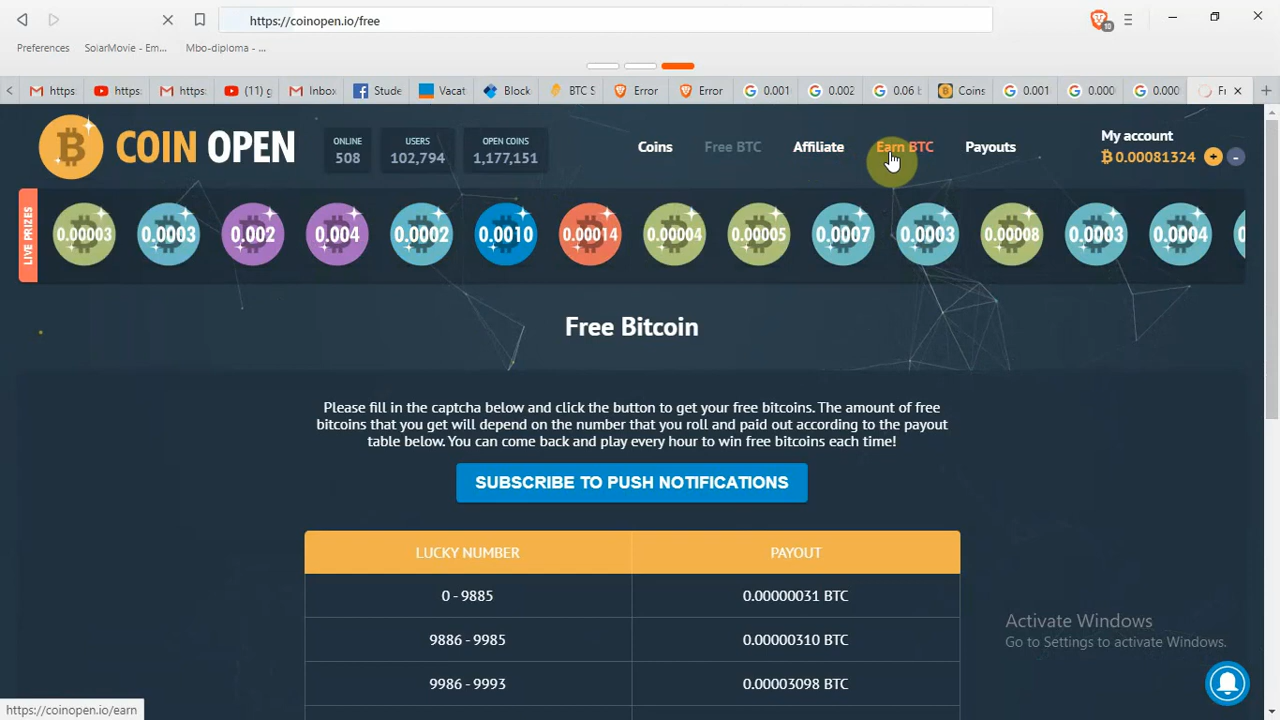 https://coinopen.io/free
10
Preferences
SolarMovie - Em...
Mbo-diploma - ...
https
https:
https:
(11) g
Inbox
Stude
Vacat
Block
BTC S
Error
Error
0.001
0.002
0.06 b
Coins
0.001
0.000
0.000
COIN OPEN
ONLINE
508
USERS
102,794
OPEN COINS
1,177,151
Coins
Free BTC
Affiliate
Earn BTC
Payouts
My account
0.00081324
+
-
LIVE PRIZES
0.00003
0.0003
0.002
0.004
0.0002
0.0010
0.00014
0.00004
0.00005
0.0007
0.0003
0.00008
0.0003
0.0004
Free Bitcoin
Please fill in the captcha below and click the button to get your free bitcoins. The amount of free
bitcoins that you get will depend on the number that you roll and paid out according to the payout
table below. You can come back and play every hour to win free bitcoins each time!
SUBSCRIBE TO PUSH NOTIFICATIONS
LUCKY NUMBER
PAYOUT
0 - 9885
0.00000031 BTC
9886 - 9985
0.00000310 BTC
9986 - 9993
0.00003098 BTC
Activate Windows
Go to Settings to activate Windows.
https://coinopen.io/earn